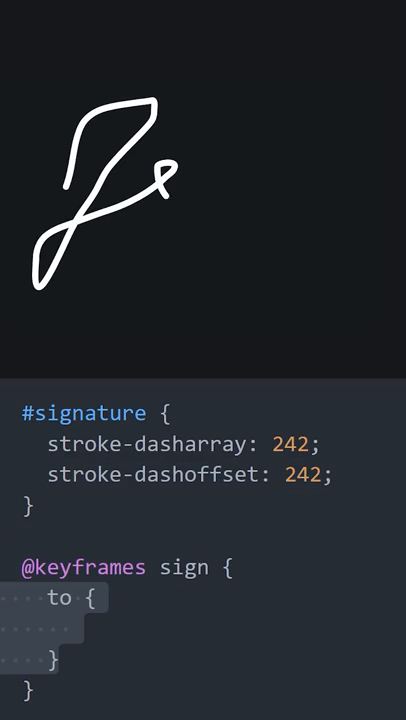 #signature {
stroke-dasharray: 242;
stroke-dashoffset: 242;
}
@keyframes sign {
to {
}
}